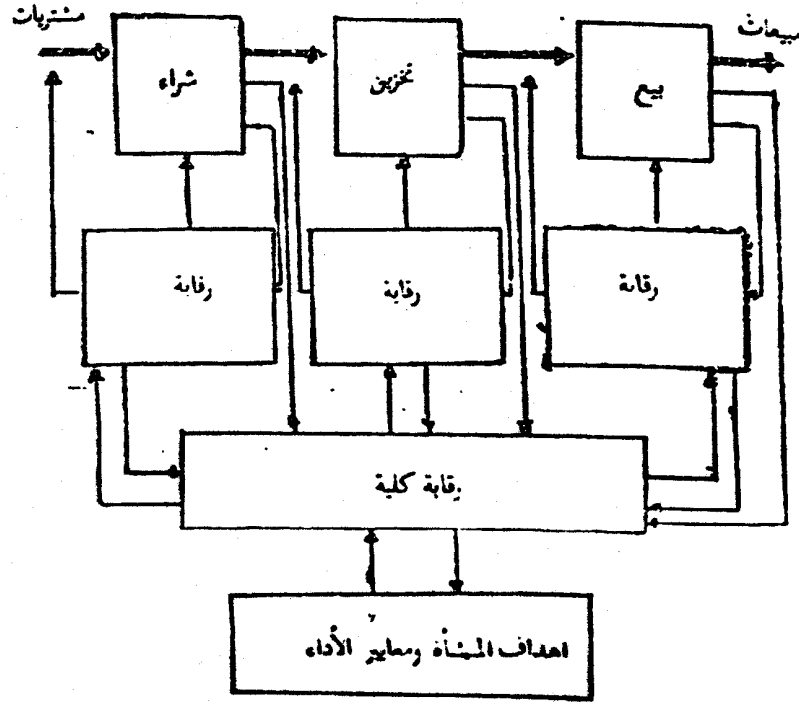 مشتريات
مبيعات
شراء
تخزين
بيع
رقابة
رقابة
رقابة
رقابة كلية
اهداف المنشأة ومعايير الأداء